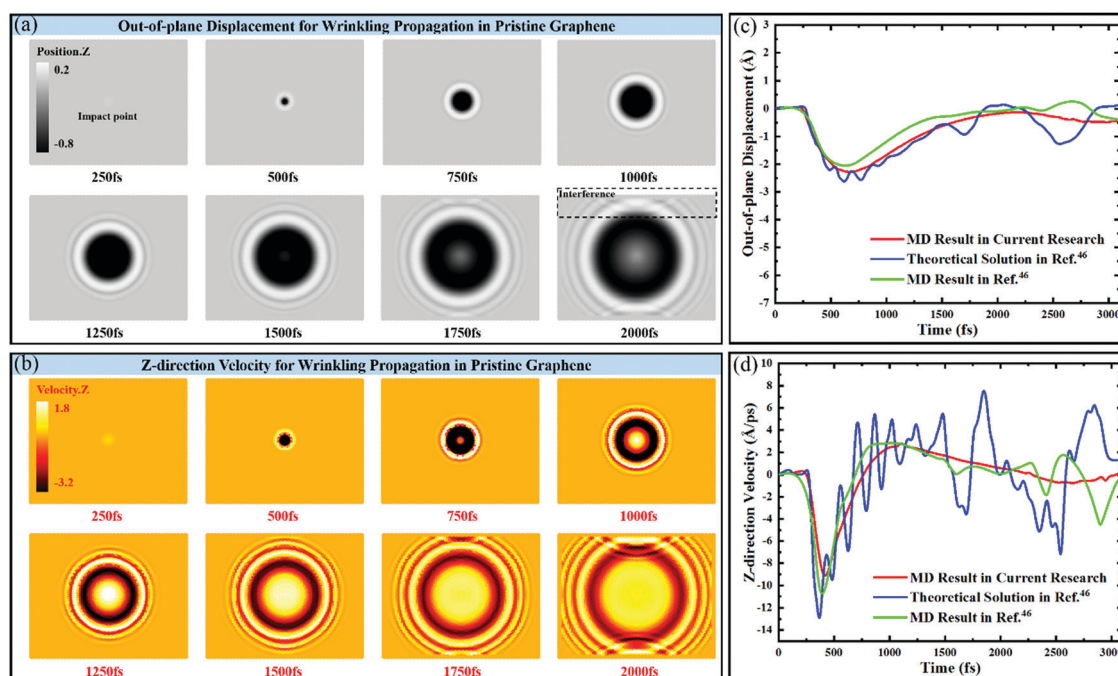 (a)
Out-of-plane Displacement for Wrinkling Propagation in Pristine Graphene
Position.Z
0.2
-0.8
Impact point
250fs
500fs
750fs
1000fs
Interference
1250fs
1500fs
1750fs
2000fs
(b)
Z-direction Velocity for Wrinkling Propagation in Pristine Graphene
Velocity.Z
1.8
-3.2
250fs
500fs
750fs
1000fs
1250fs
1500fs
1750fs
2000fs
(c)
Out-of-plane Displacement (Å)
3
2
1
0
-1
-2
-3
-4
-5
-6
-7
MD Result in Current Research
Theoretical Solution in Ref.46
MD Result in Ref.46
0 500 1000 1500 2000 2500 3000
Time (fs)
(d)
Z-direction Velocity (Å/ps)
10
8
6
4
2
0
-2
-4
-6
-8
-10
-12
-14
MD Result in Current Research
Theoretical Solution in Ref.46
MD Result in Ref.46
0 500 1000 1500 2000 2500 3000
Time (fs)